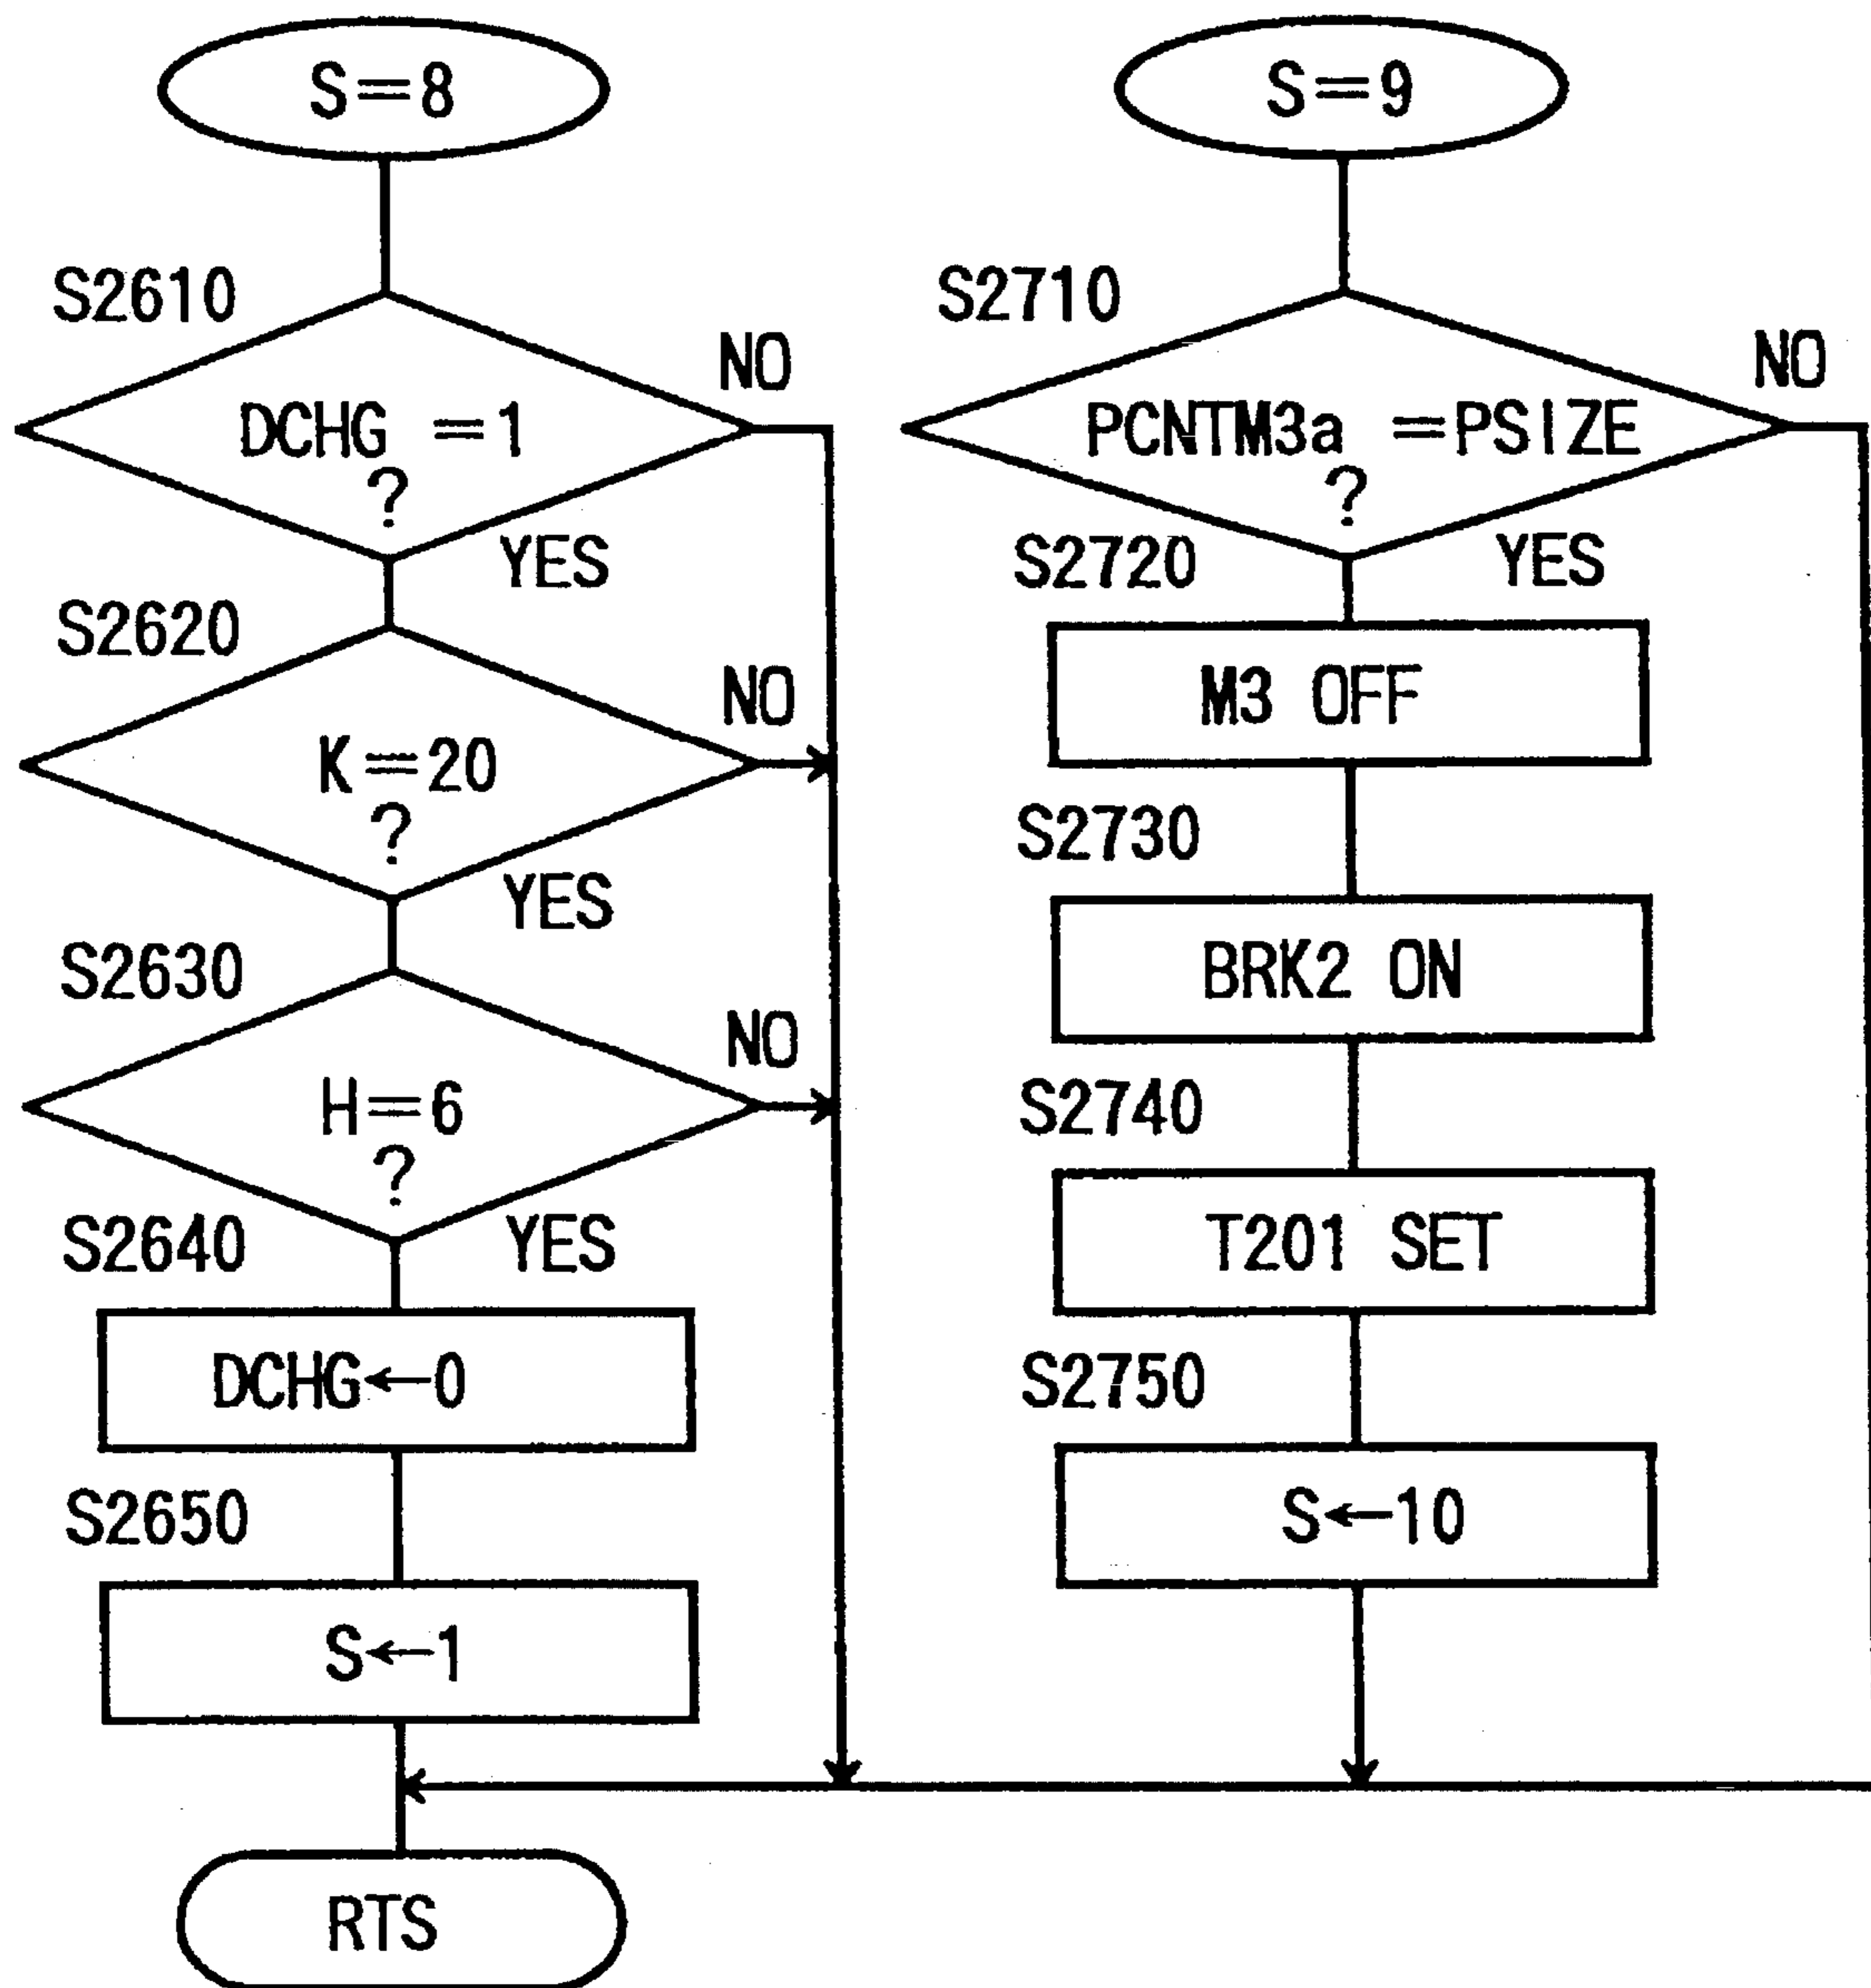 S=8
S2610
NO
DCHG =1
?
YES
S2620
NO
K=20
?
YES
S2630
NO
H=6
?
YES
S2640
DCHG←0
S2650
S←1
RTS
S=9
S2710
NO
PCNTM3a =PSIZE
?
YES
S2720
M3 OFF
S2730
BRK2 ON
S2740
T201 SET
S2750
S←10